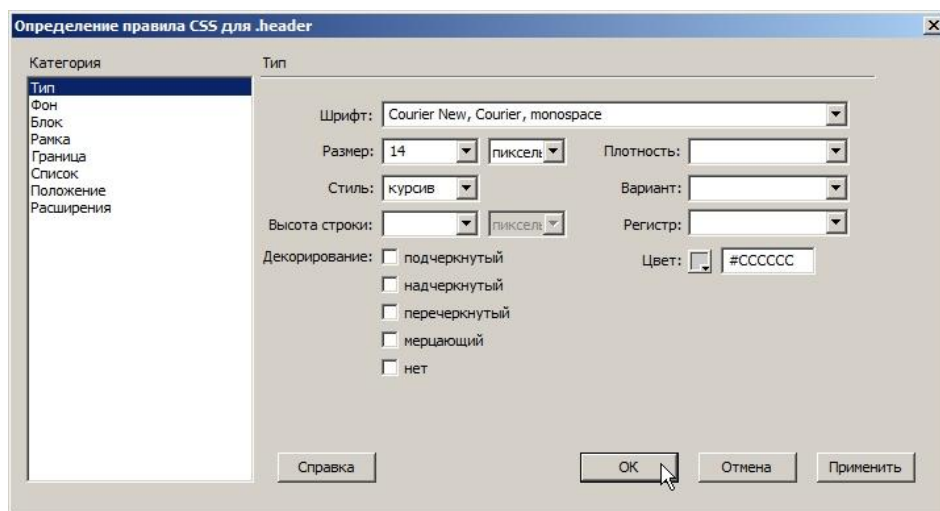 Определение правила CSS для .header
Категория
Тип
Тип
Фон
Блок
Рамка
Граница
Список
Положение
Расширения
Шрифт: Courier New, Courier, monospace
Размер: 14 пиксель Плотность:
Стиль: курсив Вариант:
Высота строки: пиксель Регистр:
Декорирование: подчеркнутый Цвет: #CCCCCC
надчеркнутый
перечеркнутый
мерцающий
нет
Справка OK Отмена Применить